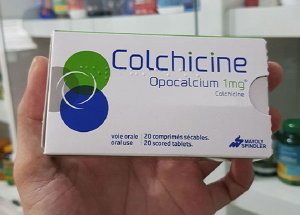 Colchicine
Opocalcium 1mg
Colchicine
voie orale
oral use
20 comprimés sécables.
20 scored tablets.
MAYOLY
SPINDLER